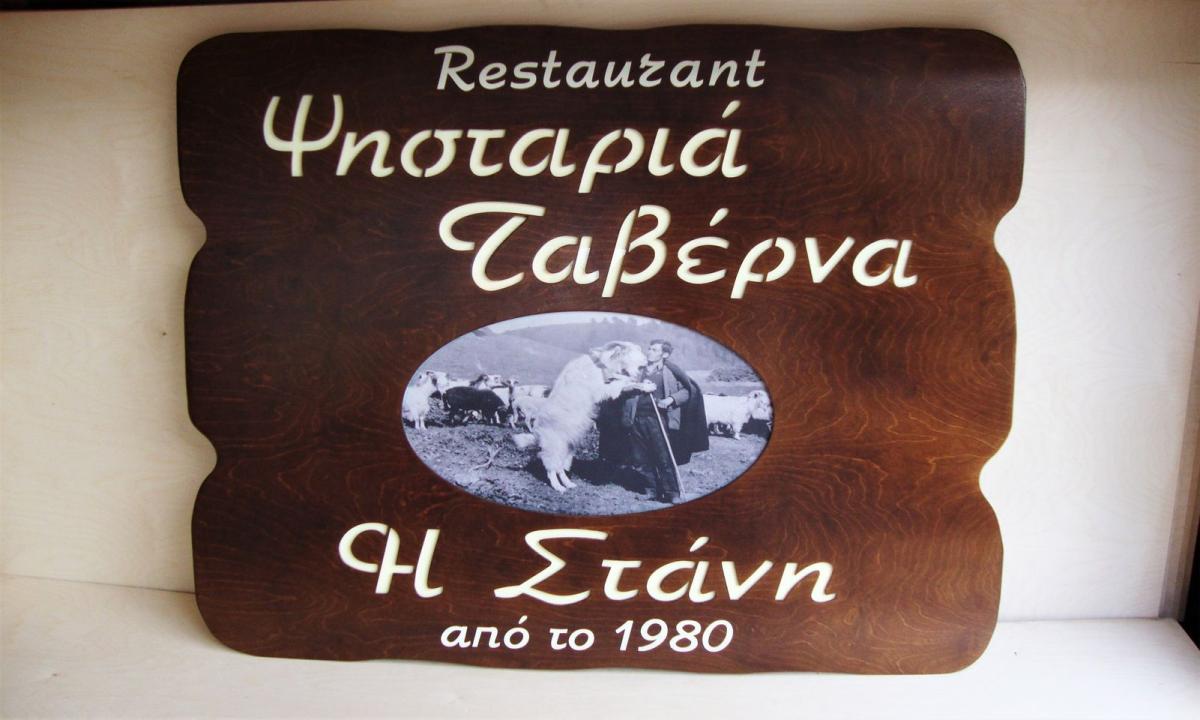 Restaurant
Ψησταριά
Ταβέρνα
Η Στάνη
από το 1980